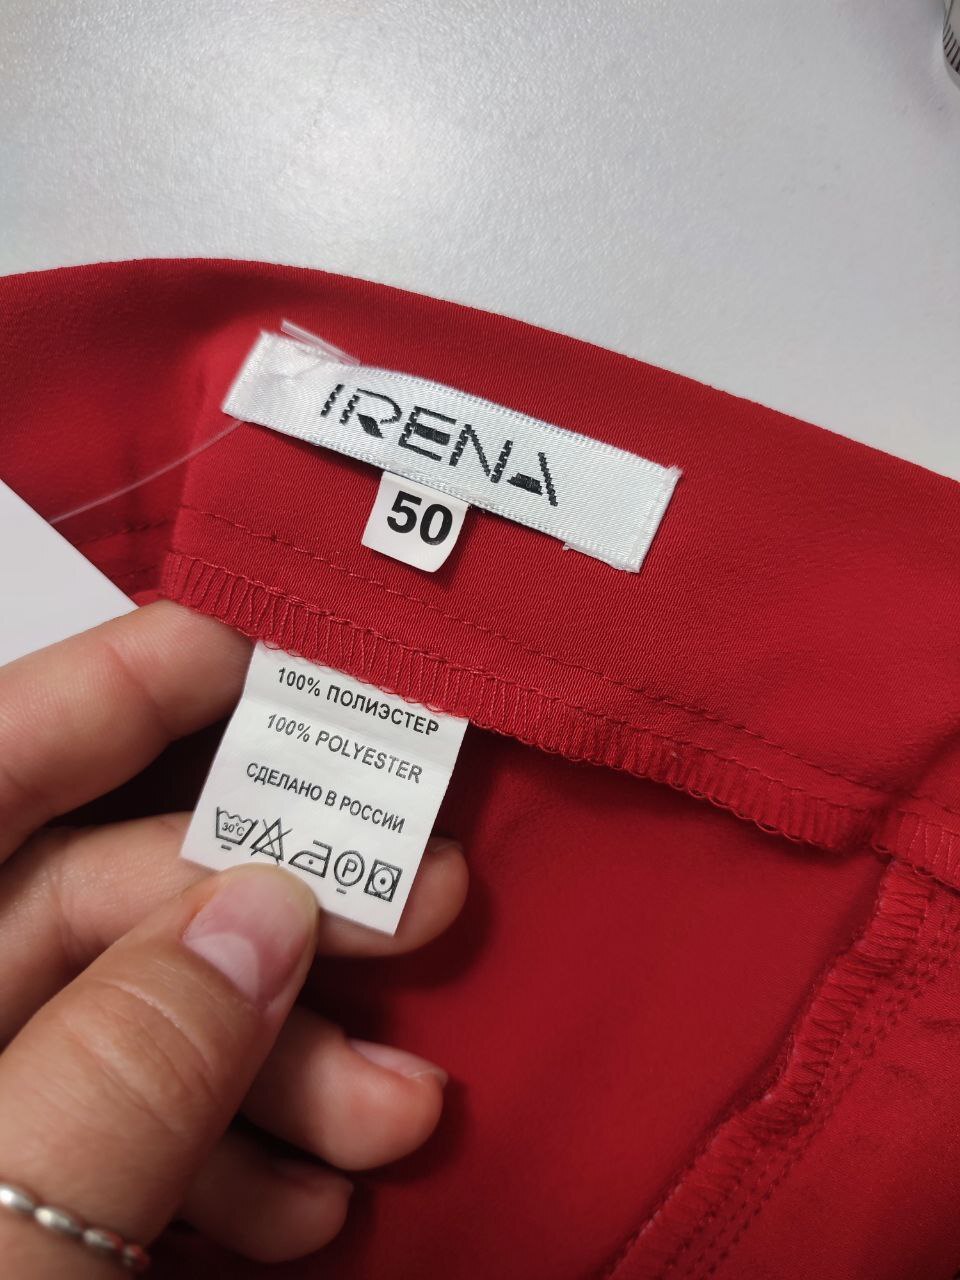 IRENA
50
100% ПОЛИЭСТЕР
100% POLYESTER
СДЕЛАНО В РОССИИ
30°C
P